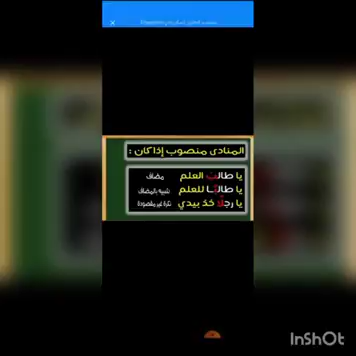 المنادى منصوب إذا كان :
يا طالبَ العلم مضاف
يا طالبًا للعلم شبيه بالمضاف
يا رجلًا خذ بيدي نكرة غير مقصودة
InShOt